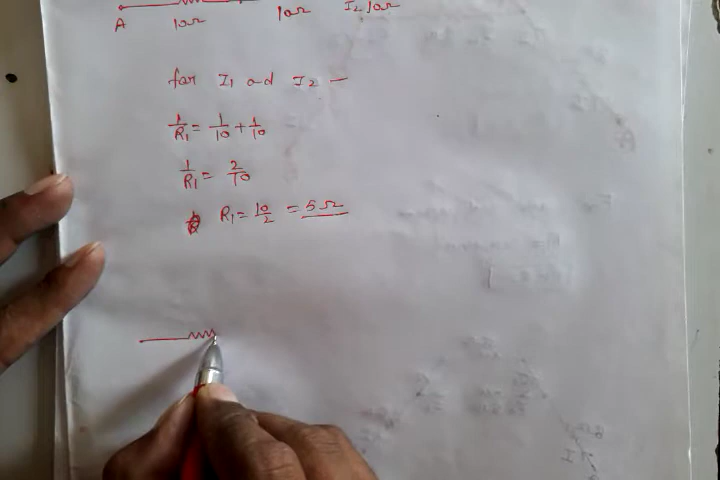 A 10Ω 10Ω I2 10Ω
for I1 and I2 —
1/R1 = 1/10 + 1/10
1/R1 = 2/10
R1 = 10/2 = 5Ω